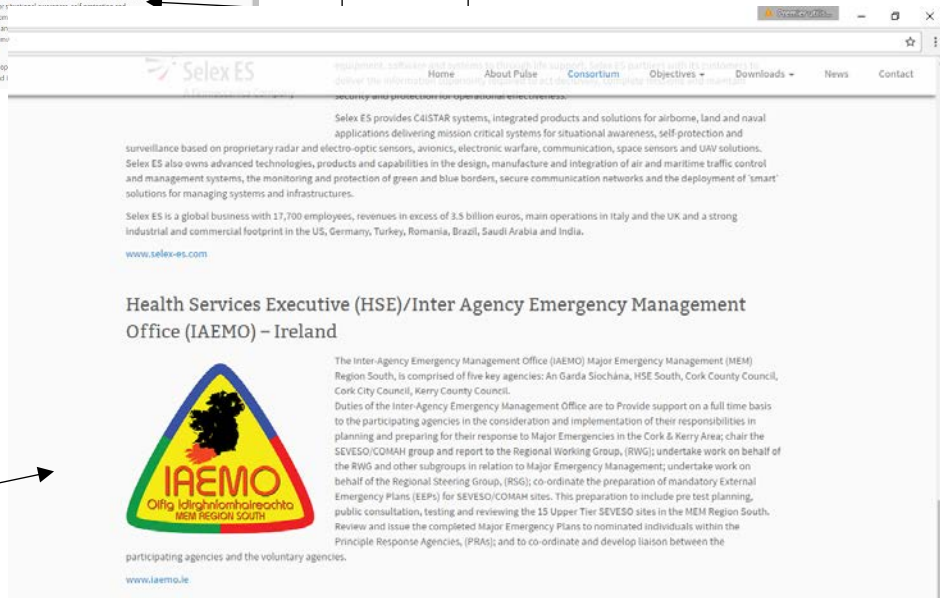 Selex ES
Home About Pulse Consortium Objectives Downloads News Contact
security and protection for operational effectiveness.
Selex ES provides C4ISTAR systems, integrated products and solutions for airborne, land and naval
applications delivering mission critical systems for situational awareness, self-protection and
surveillance based on proprietary radar and electro-optic sensors, avionics, electronic warfare, communication, space sensors and UAV solutions.
Selex ES also owns advanced technologies, products and capabilities in the design, manufacture and integration of air and maritime traffic control
and management systems, the monitoring and protection of green and blue borders, secure communication networks and the deployment of 'smart'
solutions for managing systems and infrastructures.
Selex ES is a global business with 17,700 employees, revenues in excess of 3.5 billion euros, main operations in Italy and the UK and a strong
industrial and commercial footprint in the US, Germany, Turkey, Romania, Brazil, Saudi Arabia and India.
www.selex-es.com
Health Services Executive (HSE)/Inter Agency Emergency Management
Office (IAEMO) – Ireland
The Inter-Agency Emergency Management Office (IAEMO) Major Emergency Management (MEM)
Region South, is comprised of five key agencies: An Garda Síochána, HSE South, Cork County Council,
Cork City Council, Kerry County Council.
Duties of the Inter-Agency Emergency Management Office are to Provide support on a full time basis
to the participating agencies in the consideration and implementation of their responsibilities in
planning and preparing for their response to Major Emergencies in the Cork & Kerry Area; chair the
SEVESO/COMAH group and report to the Regional Working Group, (RWG); undertake work on behalf of
the RWG and other subgroups in relation to Major Emergency Management; undertake work on
behalf of the Regional Steering Group, (RSG); co-ordinate the preparation of mandatory External
Emergency Plans (EEPs) for SEVESO/COMAH sites. This preparation to include pre test planning,
public consultation, testing and reviewing the 15 Upper Tier SEVESO sites in the MEM Region South.
Review and issue the completed Major Emergency Plans to nominated individuals within the
Principle Response Agencies, (PRAs); and to co-ordinate and develop liaison between the
participating agencies and the voluntary agencies.
IAEMO
Oifig Idirghníomhaireachta
MEM REGION SOUTH
www.iaemo.ie